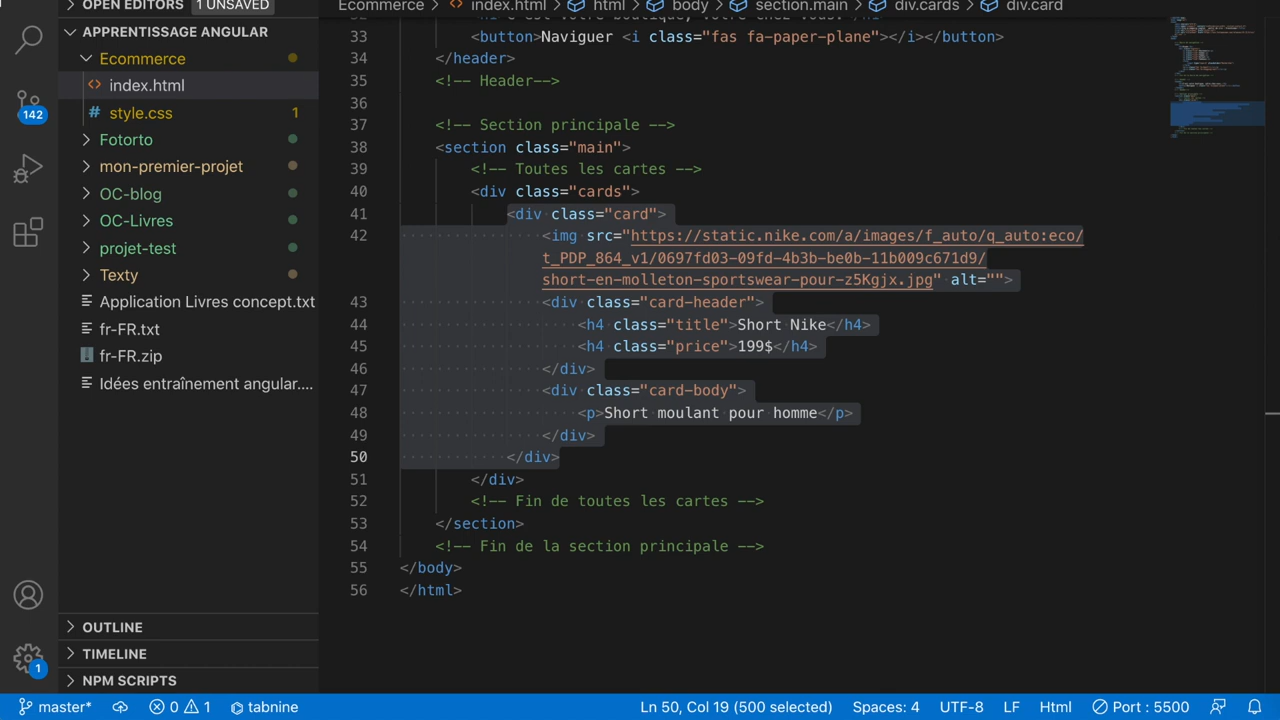 OPEN EDITORS 1 UNSAVED
Ecommerce > index.html > html > body > section.main > div.cards > div.card
APPRENTISSAGE ANGULAR
Ecommerce
index.html
style.css 1
Fotorto
mon-premier-projet
OC-blog
OC-Livres
projet-test
Texty
Application Livres concept.txt
fr-FR.txt
fr-FR.zip
Idées entraînement angular....
OUTLINE
TIMELINE
NPM SCRIPTS
142
1
33 <button>Naviguer <i class="fas fa-paper-plane"></i></button>
34 </header>
35 <!-- Header-->
36
37 <!-- Section principale -->
38 <section class="main">
39 <!-- Toutes les cartes -->
40 <div class="cards">
41 <div class="card">
42 <img src="https://static.nike.com/a/images/f_auto/q_auto:eco/
t_PDP_864_v1/0697fd03-09fd-4b3b-be0b-11b009c671d9/
short-en-molleton-sportswear-pour-z5Kgjx.jpg" alt="">
43 <div class="card-header">
44 <h4 class="title">Short Nike</h4>
45 <h4 class="price">199$</h4>
46 </div>
47 <div class="card-body">
48 <p>Short moulant pour homme</p>
49 </div>
50 </div>
51 </div>
52 <!-- Fin de toutes les cartes -->
53 </section>
54 <!-- Fin de la section principale -->
55 </body>
56 </html>
master* 0 1 tabnine Ln 50, Col 19 (500 selected) Spaces: 4 UTF-8 LF Html Port : 5500